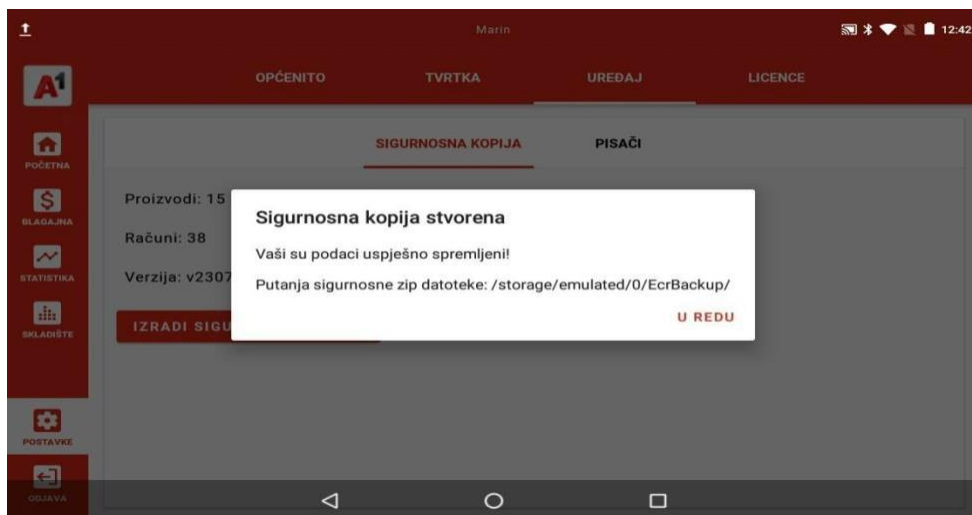 Marin
12:42
A1
OPĆENITO
TVRTKA
UREĐAJ
LICENCE
SIGURNOSNA KOPIJA
PISAČI
POČETNA
BLAGAJNA
STATISTIKA
SKLADIŠTE
POSTAVKE
ODJAVA
Proizvodi: 15
Računi: 38
Verzija: v2307
IZRADI SIGU
Sigurnosna kopija stvorena
Vaši su podaci uspješno spremljeni!
Putanja sigurnosne zip datoteke: /storage/emulated/0/EcrBackup/
U REDU